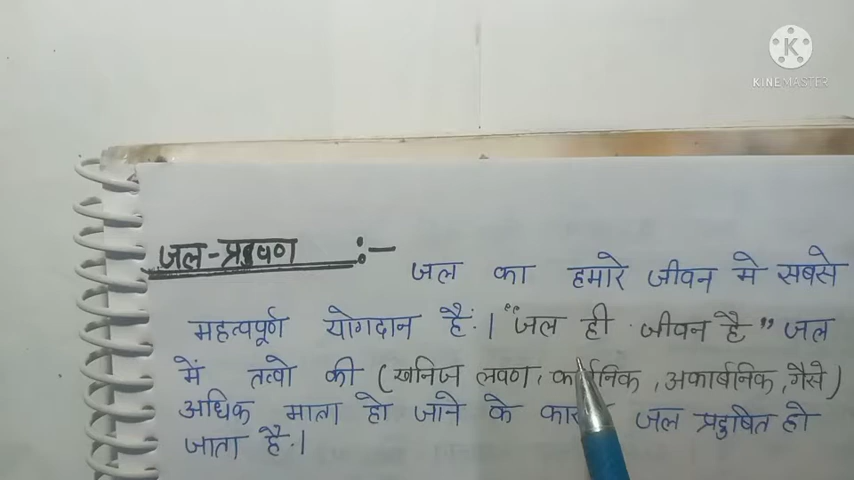 KINEMASTER
जल-प्रदुषण :-
जल का हमारे जीवन मे सबसे
महत्वपूर्ण योगदान है।"जल ही जीवन है" जल
में तत्वो की (खनिज लवण, कार्बनिक, अकार्बनिक, गैसे)
अधिक माता हो जाने के कारण जल प्रदुषित हो
जाता है।